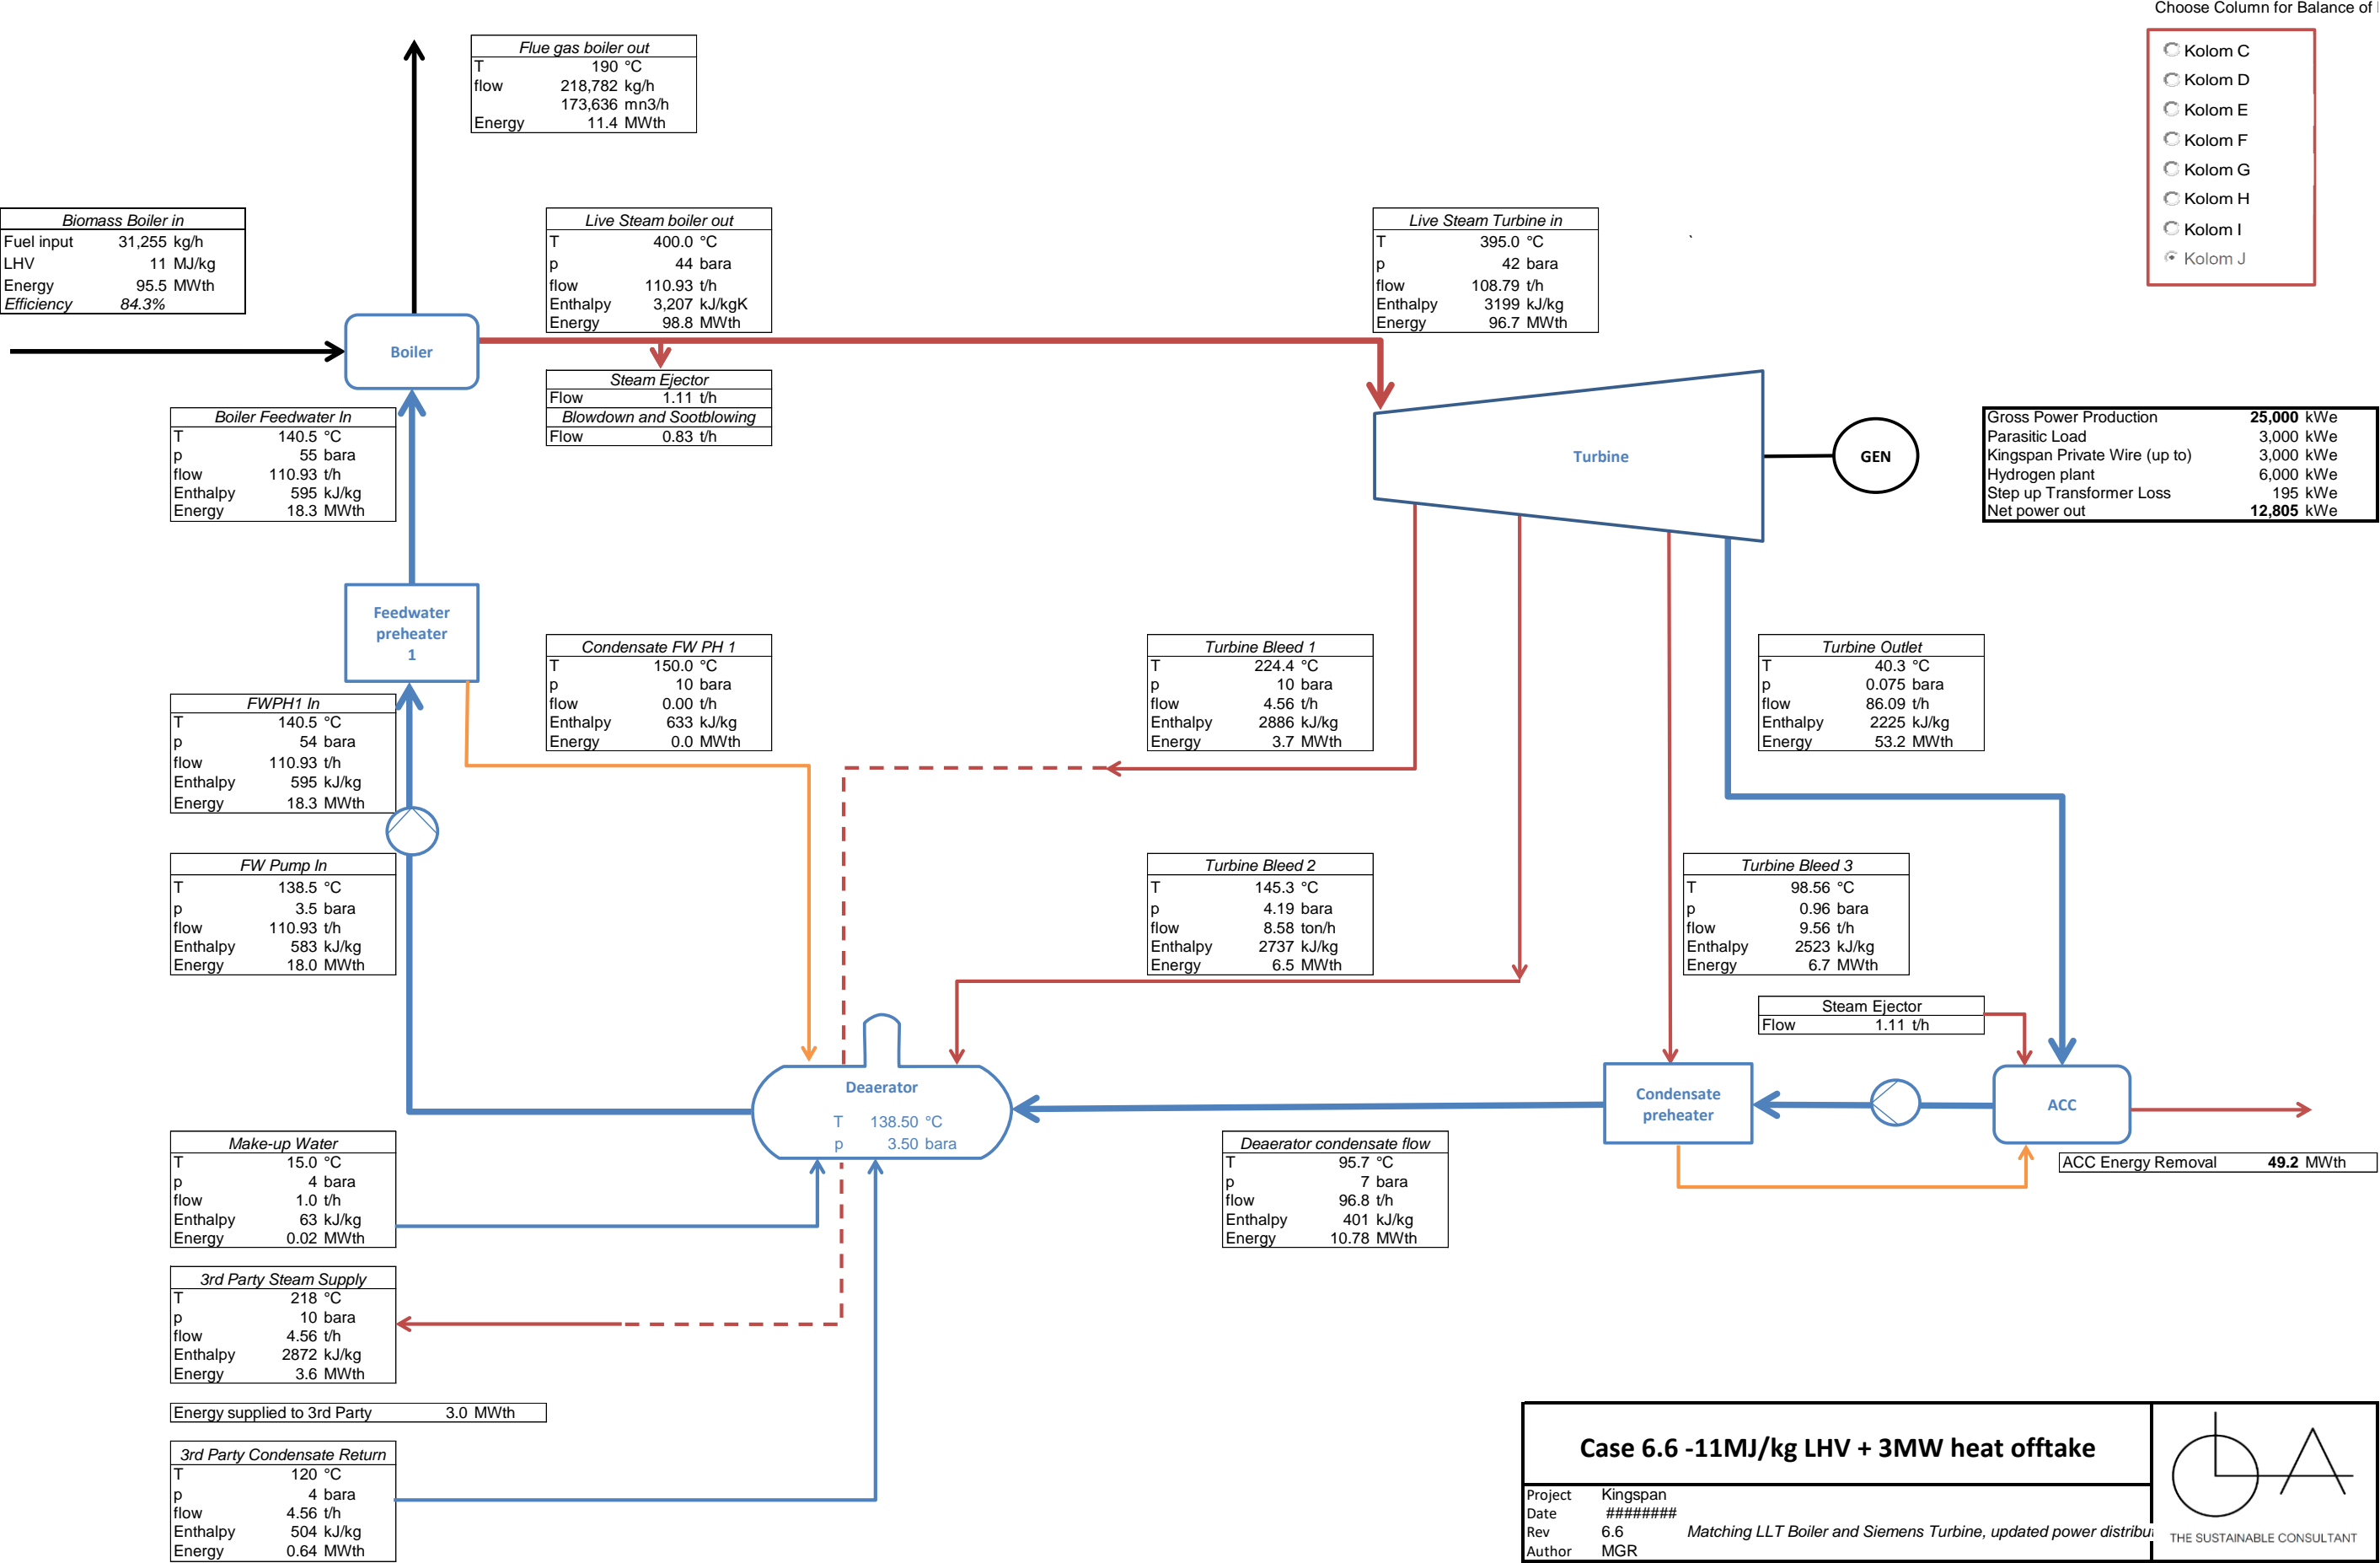 Choose Column for Balance of
Kolom C
Kolom D
Kolom E
Kolom F
Kolom G
Kolom H
Kolom I
Kolom J
Flue gas boiler out
T 190 °C
flow 218,782 kg/h
173,636 mn3/h
Energy 11.4 MWth
Biomass Boiler in
Fuel input 31,255 kg/h
LHV 11 MJ/kg
Energy 95.5 MWth
Efficiency 84.3%
Live Steam boiler out
T 400.0 °C
p 44 bara
flow 110.93 t/h
Enthalpy 3,207 kJ/kgK
Energy 98.8 MWth
Live Steam Turbine in
T 395.0 °C
p 42 bara
flow 108.79 t/h
Enthalpy 3199 kJ/kg
Energy 96.7 MWth
Boiler
Steam Ejector
Flow 1.11 t/h
Blowdown and Sootblowing
Flow 0.83 t/h
Boiler Feedwater In
T 140.5 °C
p 55 bara
flow 110.93 t/h
Enthalpy 595 kJ/kg
Energy 18.3 MWth
Turbine
GEN
Gross Power Production 25,000 kWe
Parasitic Load 3,000 kWe
Kingspan Private Wire (up to) 3,000 kWe
Hydrogen plant 6,000 kWe
Step up Transformer Loss 195 kWe
Net power out 12,805 kWe
Feedwater
preheater
1
Condensate FW PH 1
T 150.0 °C
p 10 bara
flow 0.00 t/h
Enthalpy 633 kJ/kg
Energy 0.0 MWth
Turbine Bleed 1
T 224.4 °C
p 10 bara
flow 4.56 t/h
Enthalpy 2886 kJ/kg
Energy 3.7 MWth
Turbine Outlet
T 40.3 °C
p 0.075 bara
flow 86.09 t/h
Enthalpy 2225 kJ/kg
Energy 53.2 MWth
FWPH1 In
T 140.5 °C
p 54 bara
flow 110.93 t/h
Enthalpy 595 kJ/kg
Energy 18.3 MWth
FW Pump In
T 138.5 °C
p 3.5 bara
flow 110.93 t/h
Enthalpy 583 kJ/kg
Energy 18.0 MWth
Turbine Bleed 2
T 145.3 °C
p 4.19 bara
flow 8.58 ton/h
Enthalpy 2737 kJ/kg
Energy 6.5 MWth
Turbine Bleed 3
T 98.56 °C
p 0.96 bara
flow 9.56 t/h
Enthalpy 2523 kJ/kg
Energy 6.7 MWth
Steam Ejector
Flow 1.11 t/h
Deaerator
T 138.50 °C
p 3.50 bara
Condensate
preheater
ACC
ACC Energy Removal 49.2 MWth
Make-up Water
T 15.0 °C
p 4 bara
flow 1.0 t/h
Enthalpy 63 kJ/kg
Energy 0.02 MWth
Deaerator condensate flow
T 95.7 °C
p 7 bara
flow 96.8 t/h
Enthalpy 401 kJ/kg
Energy 10.78 MWth
3rd Party Steam Supply
T 218 °C
p 10 bara
flow 4.56 t/h
Enthalpy 2872 kJ/kg
Energy 3.6 MWth
Energy supplied to 3rd Party 3.0 MWth
3rd Party Condensate Return
T 120 °C
p 4 bara
flow 4.56 t/h
Enthalpy 504 kJ/kg
Energy 0.64 MWth
Case 6.6 -11MJ/kg LHV + 3MW heat offtake
Project Kingspan
Date ########
Rev 6.6 Matching LLT Boiler and Siemens Turbine, updated power distribu
Author MGR
THE SUSTAINABLE CONSULTANT